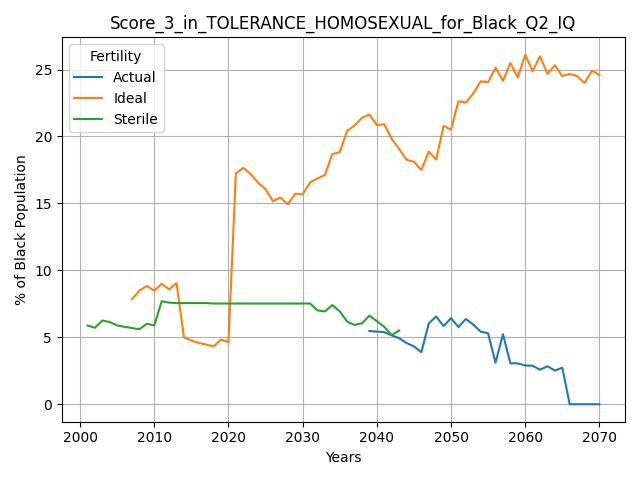 Score_3_in_TOLERANCE_HOMOSEXUAL_for_Black_Q2_IQ
Fertility
Actual
Ideal
Sterile
% of Black Population
25
20
15
10
5
0
2000 2010 2020 2030 2040 2050 2060 2070
Years